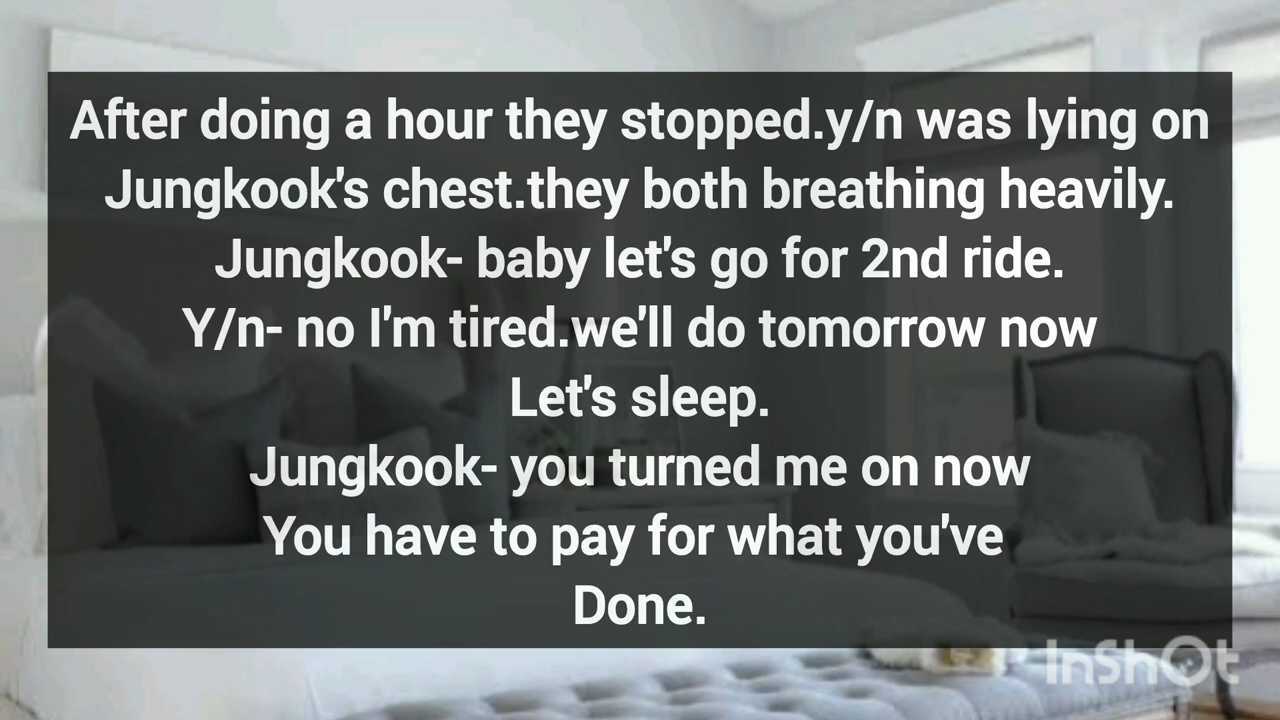 After doing a hour they stopped.y/n was lying on
Jungkook's chest.they both breathing heavily.
Jungkook- baby let's go for 2nd ride.
Y/n- no I'm tired.we'll do tomorrow now
Let's sleep.
Jungkook- you turned me on now
You have to pay for what you've
Done.
InShOt